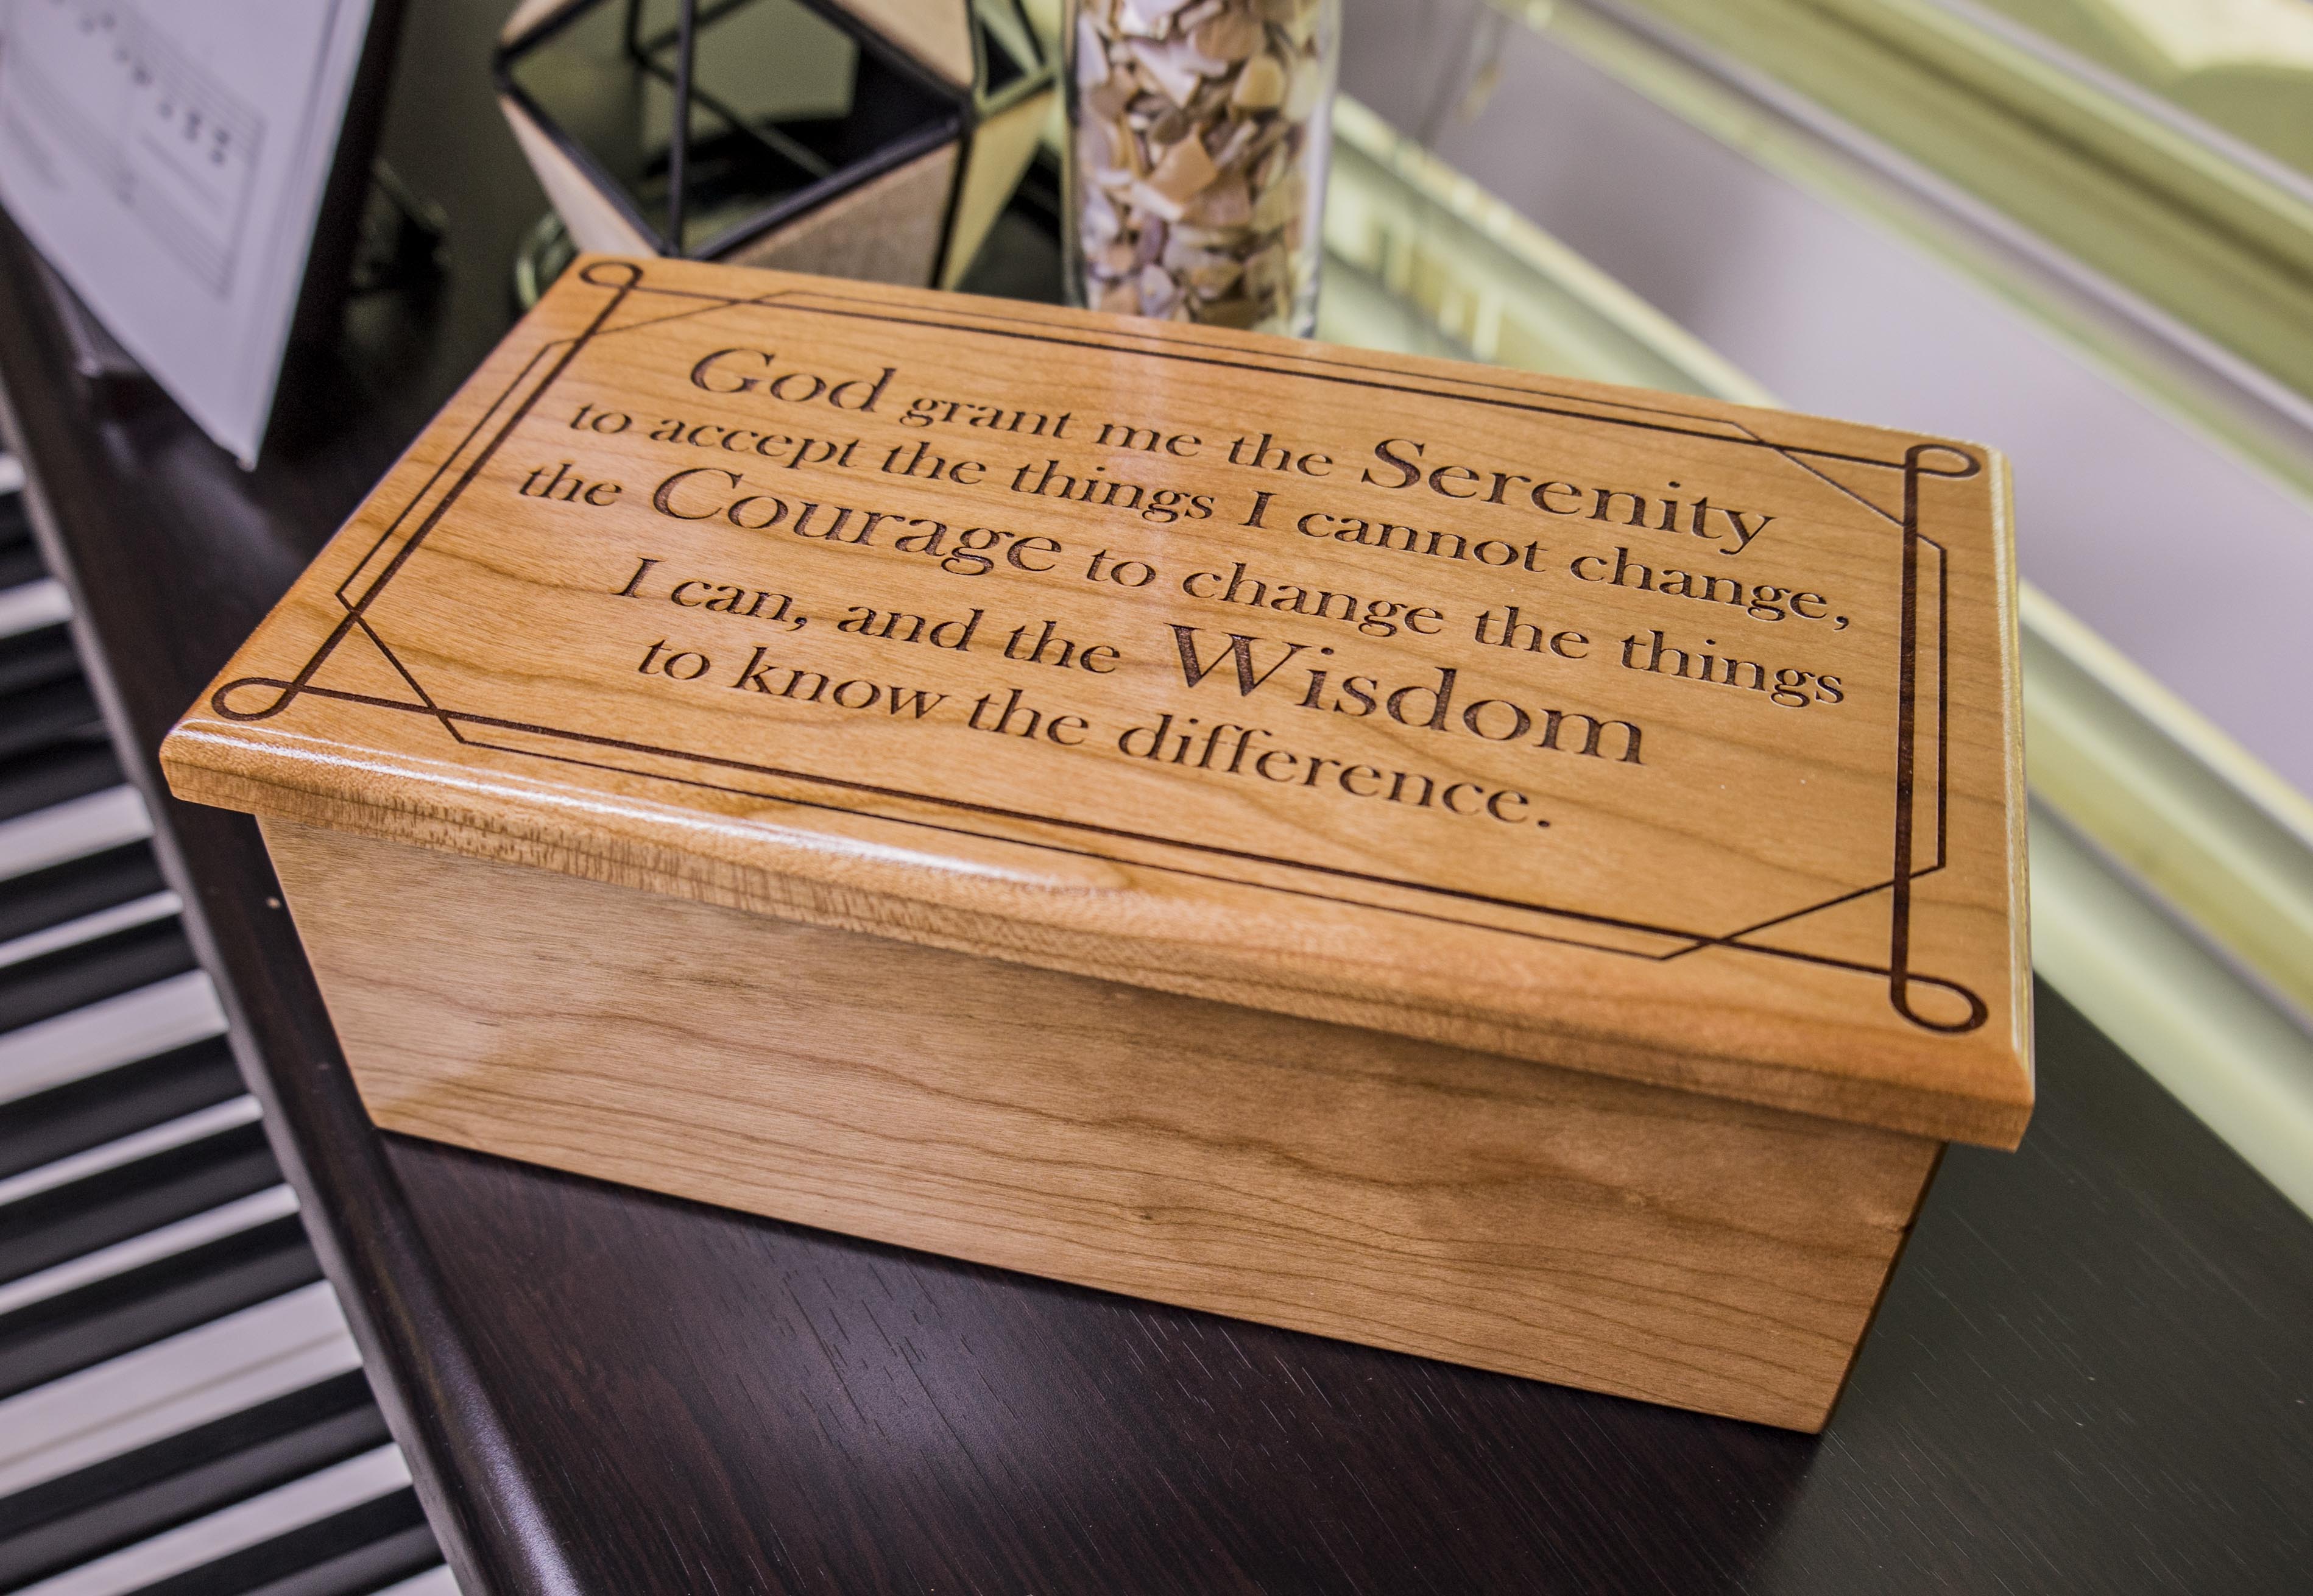 God grant me the Serenity
to accept the things I cannot change,
the Courage to change the things
I can, and the Wisdom
to know the difference.